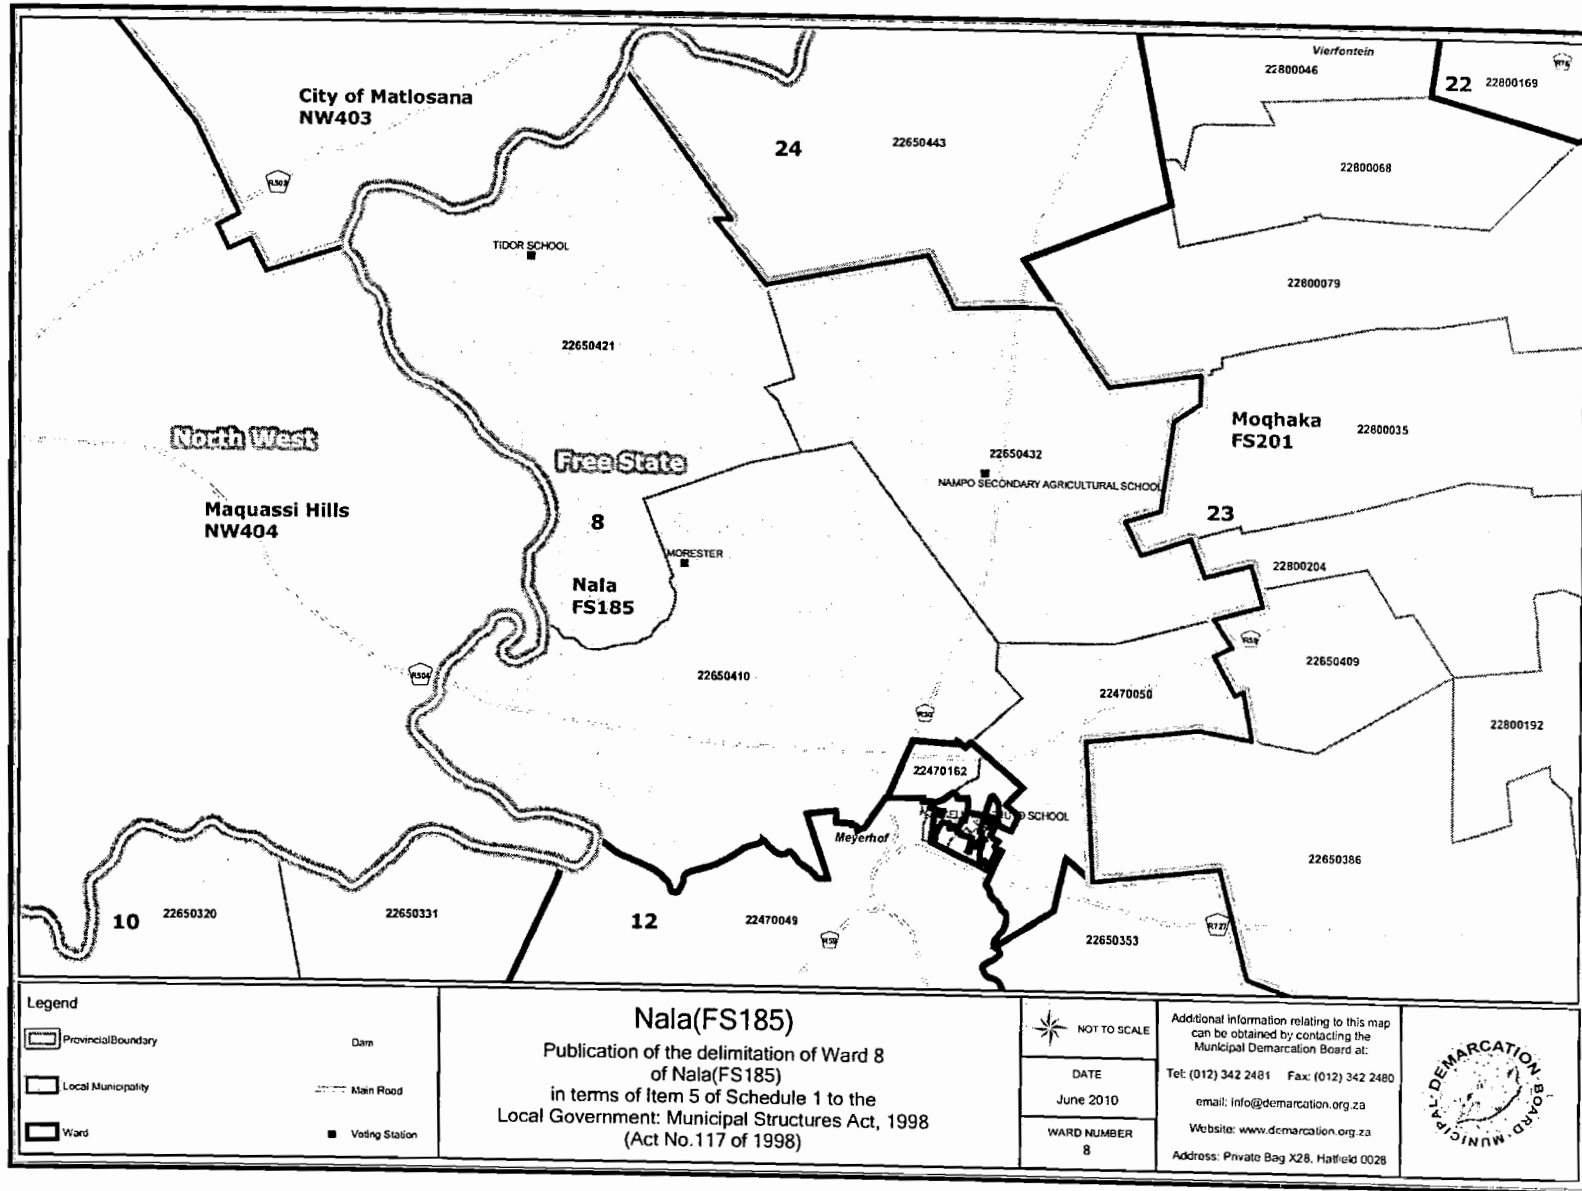 Vierfontein
22800046
R76
22
22800169
City of Matlosana
NW403
24
22650443
22800068
R503
TIDOR SCHOOL
22800079
22650421
Moqhaka
FS201
22800035
North West
Free State
22650432
NAMPO SECONDARY AGRICULTURAL SCHOOL
Maquassi Hills
NW404
8
23
MORESTER
22800204
Nala
FS185
R59
22650409
R504
22650410
22470050
R30
22800192
22470162
SCHOOL
Meyerhof
22650386
10
22650320
22650331
12
22470049
R59
22650353
R727
Legend
ProvincialBoundary
Dam
Local Municipality
Main Road
Ward
Voting Station
Nala(FS185)
Publication of the delimitation of Ward 8
of Nala(FS185)
in terms of Item 5 of Schedule 1 to the
Local Government: Municipal Structures Act, 1998
(Act No.117 of 1998)
NOT TO SCALE
DATE
June 2010
WARD NUMBER
8
Additional information relating to this map
can be obtained by contacting the
Municipal Demarcation Board at:
Tel: (012) 342 2481 Fax: (012) 342 2480
email: info@demarcation.org.za
Website: www.demarcation.org.za
Address: Private Bag X28, Hatfield 0028
MUNICIPAL DEMARCATION BOARD